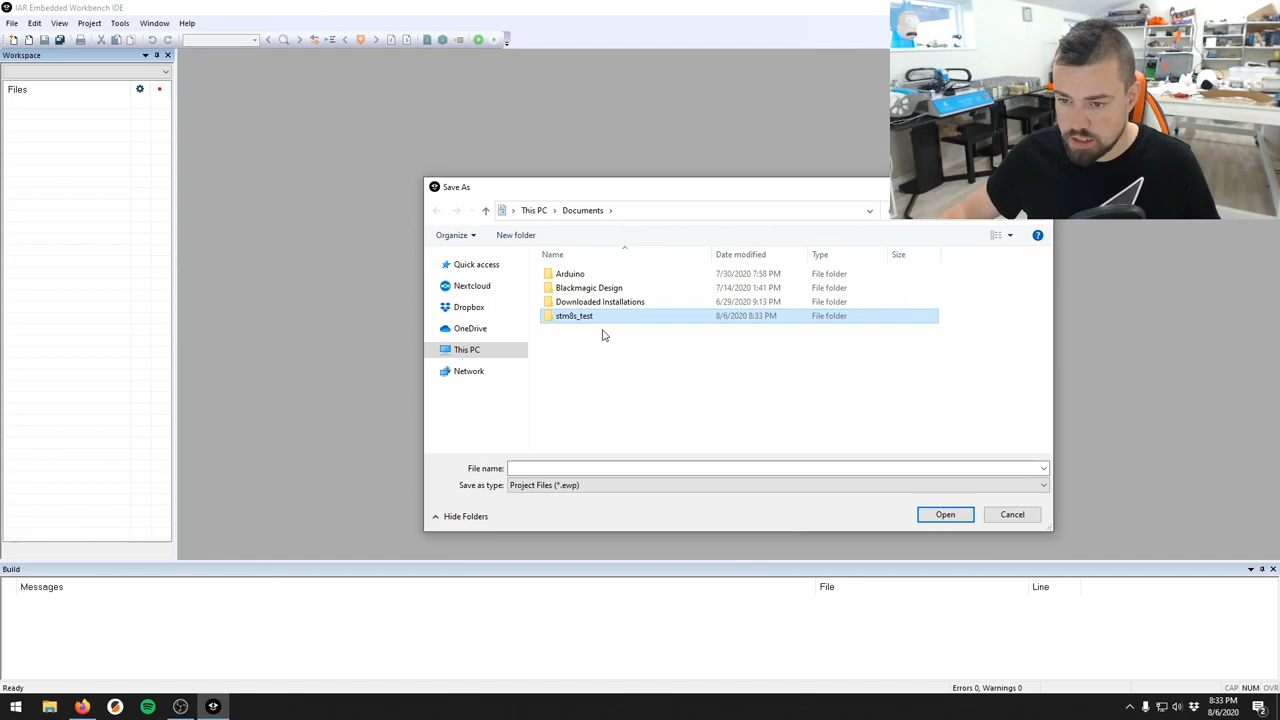 IAR Embedded Workbench IDE
File Edit View Project Tools Window Help
Workspace
Files
Save As
This PC > Documents >
Organize New folder
Name Date modified Type Size
Quick access
Nextcloud
Dropbox
OneDrive
This PC
Network
Arduino 7/30/2020 7:58 PM File folder
Blackmagic Design 7/14/2020 1:41 PM File folder
Downloaded Installations 6/29/2020 9:13 PM File folder
stm8s_test 8/6/2020 8:33 PM File folder
File name:
Save as type: Project Files (*.ewp)
Hide Folders Open Cancel
Build
Messages File Line
Ready Errors 0, Warnings 0 CAP NUM OVR
8:33 PM
8/6/2020
2